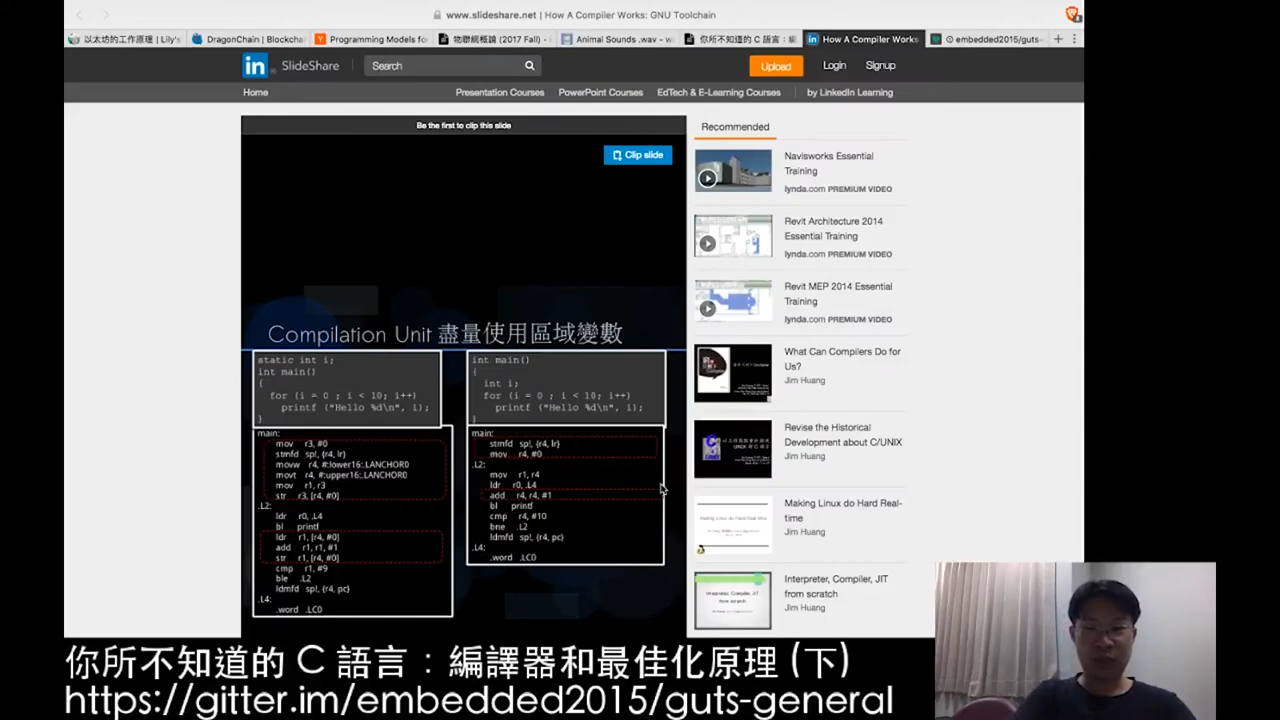 www.slideshare.net | How A Compiler Works: GNU Toolchain
以太坊的工作原理 | Lily's
DragonChain | Blockchai
Programming Models fo
物聯網概論 (2017 Fall) -
Animal Sounds .wav - w
你所不知道的 C 語言：編
How A Compiler Works:
embedded2015/guts-
in SlideShare
Search
Upload
Login
Signup
Home
Presentation Courses
PowerPoint Courses
EdTech & E-Learning Courses
by LinkedIn Learning
Be the first to clip this slide
Clip slide
Compilation Unit 盡量使用區域變數
static int i;
int main()
{
for (i = 0 ; i < 10; i++)
printf ("Hello %d\n", i);
}
main:
mov r3, #0
stmfd sp!, {r4, lr}
movw r4, #:lower16:.LANCHOR0
movt r4, #:upper16:.LANCHOR0
mov r1, r3
str r3, [r4, #0]
.L2:
ldr r0, .L4
bl printf
ldr r1, [r4, #0]
add r1, r1, #1
str r1, [r4, #0]
cmp r1, #9
ble .L2
ldmfd sp!, {r4, pc}
.L4:
.word .LC0
int main()
{
int i;
for (i = 0 ; i < 10; i++)
printf ("Hello %d\n", i);
}
main:
stmfd sp!, {r4, lr}
mov r4, #0
.L2:
mov r1, r4
ldr r0, .L4
add r4, r4, #1
bl printf
cmp r4, #10
bne .L2
ldmfd sp!, {r4, pc}
.L4:
.word .LC0
Recommended
Navisworks Essential
Training
lynda.com PREMIUM VIDEO
Revit Architecture 2014
Essential Training
lynda.com PREMIUM VIDEO
Revit MEP 2014 Essential
Training
lynda.com PREMIUM VIDEO
What Can Compilers Do for
Us?
Jim Huang
Revise the Historical
Development about C/UNIX
Jim Huang
Making Linux do Hard Real-
time
Jim Huang
Interpreter, Compiler, JIT
from scratch
Jim Huang
你所不知道的 C 語言：編譯器和最佳化原理 (下)
https://gitter.im/embedded2015/guts-general